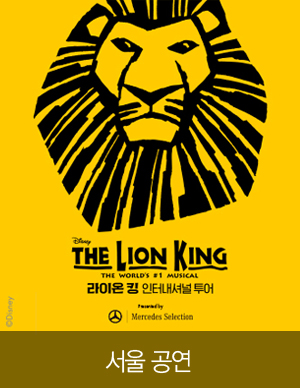 Disney
THE LION KING
THE WORLD'S #1 MUSICAL
라이온 킹 인터내셔널 투어
Presented by
Mercedes Selection
©Disney
서울 공연